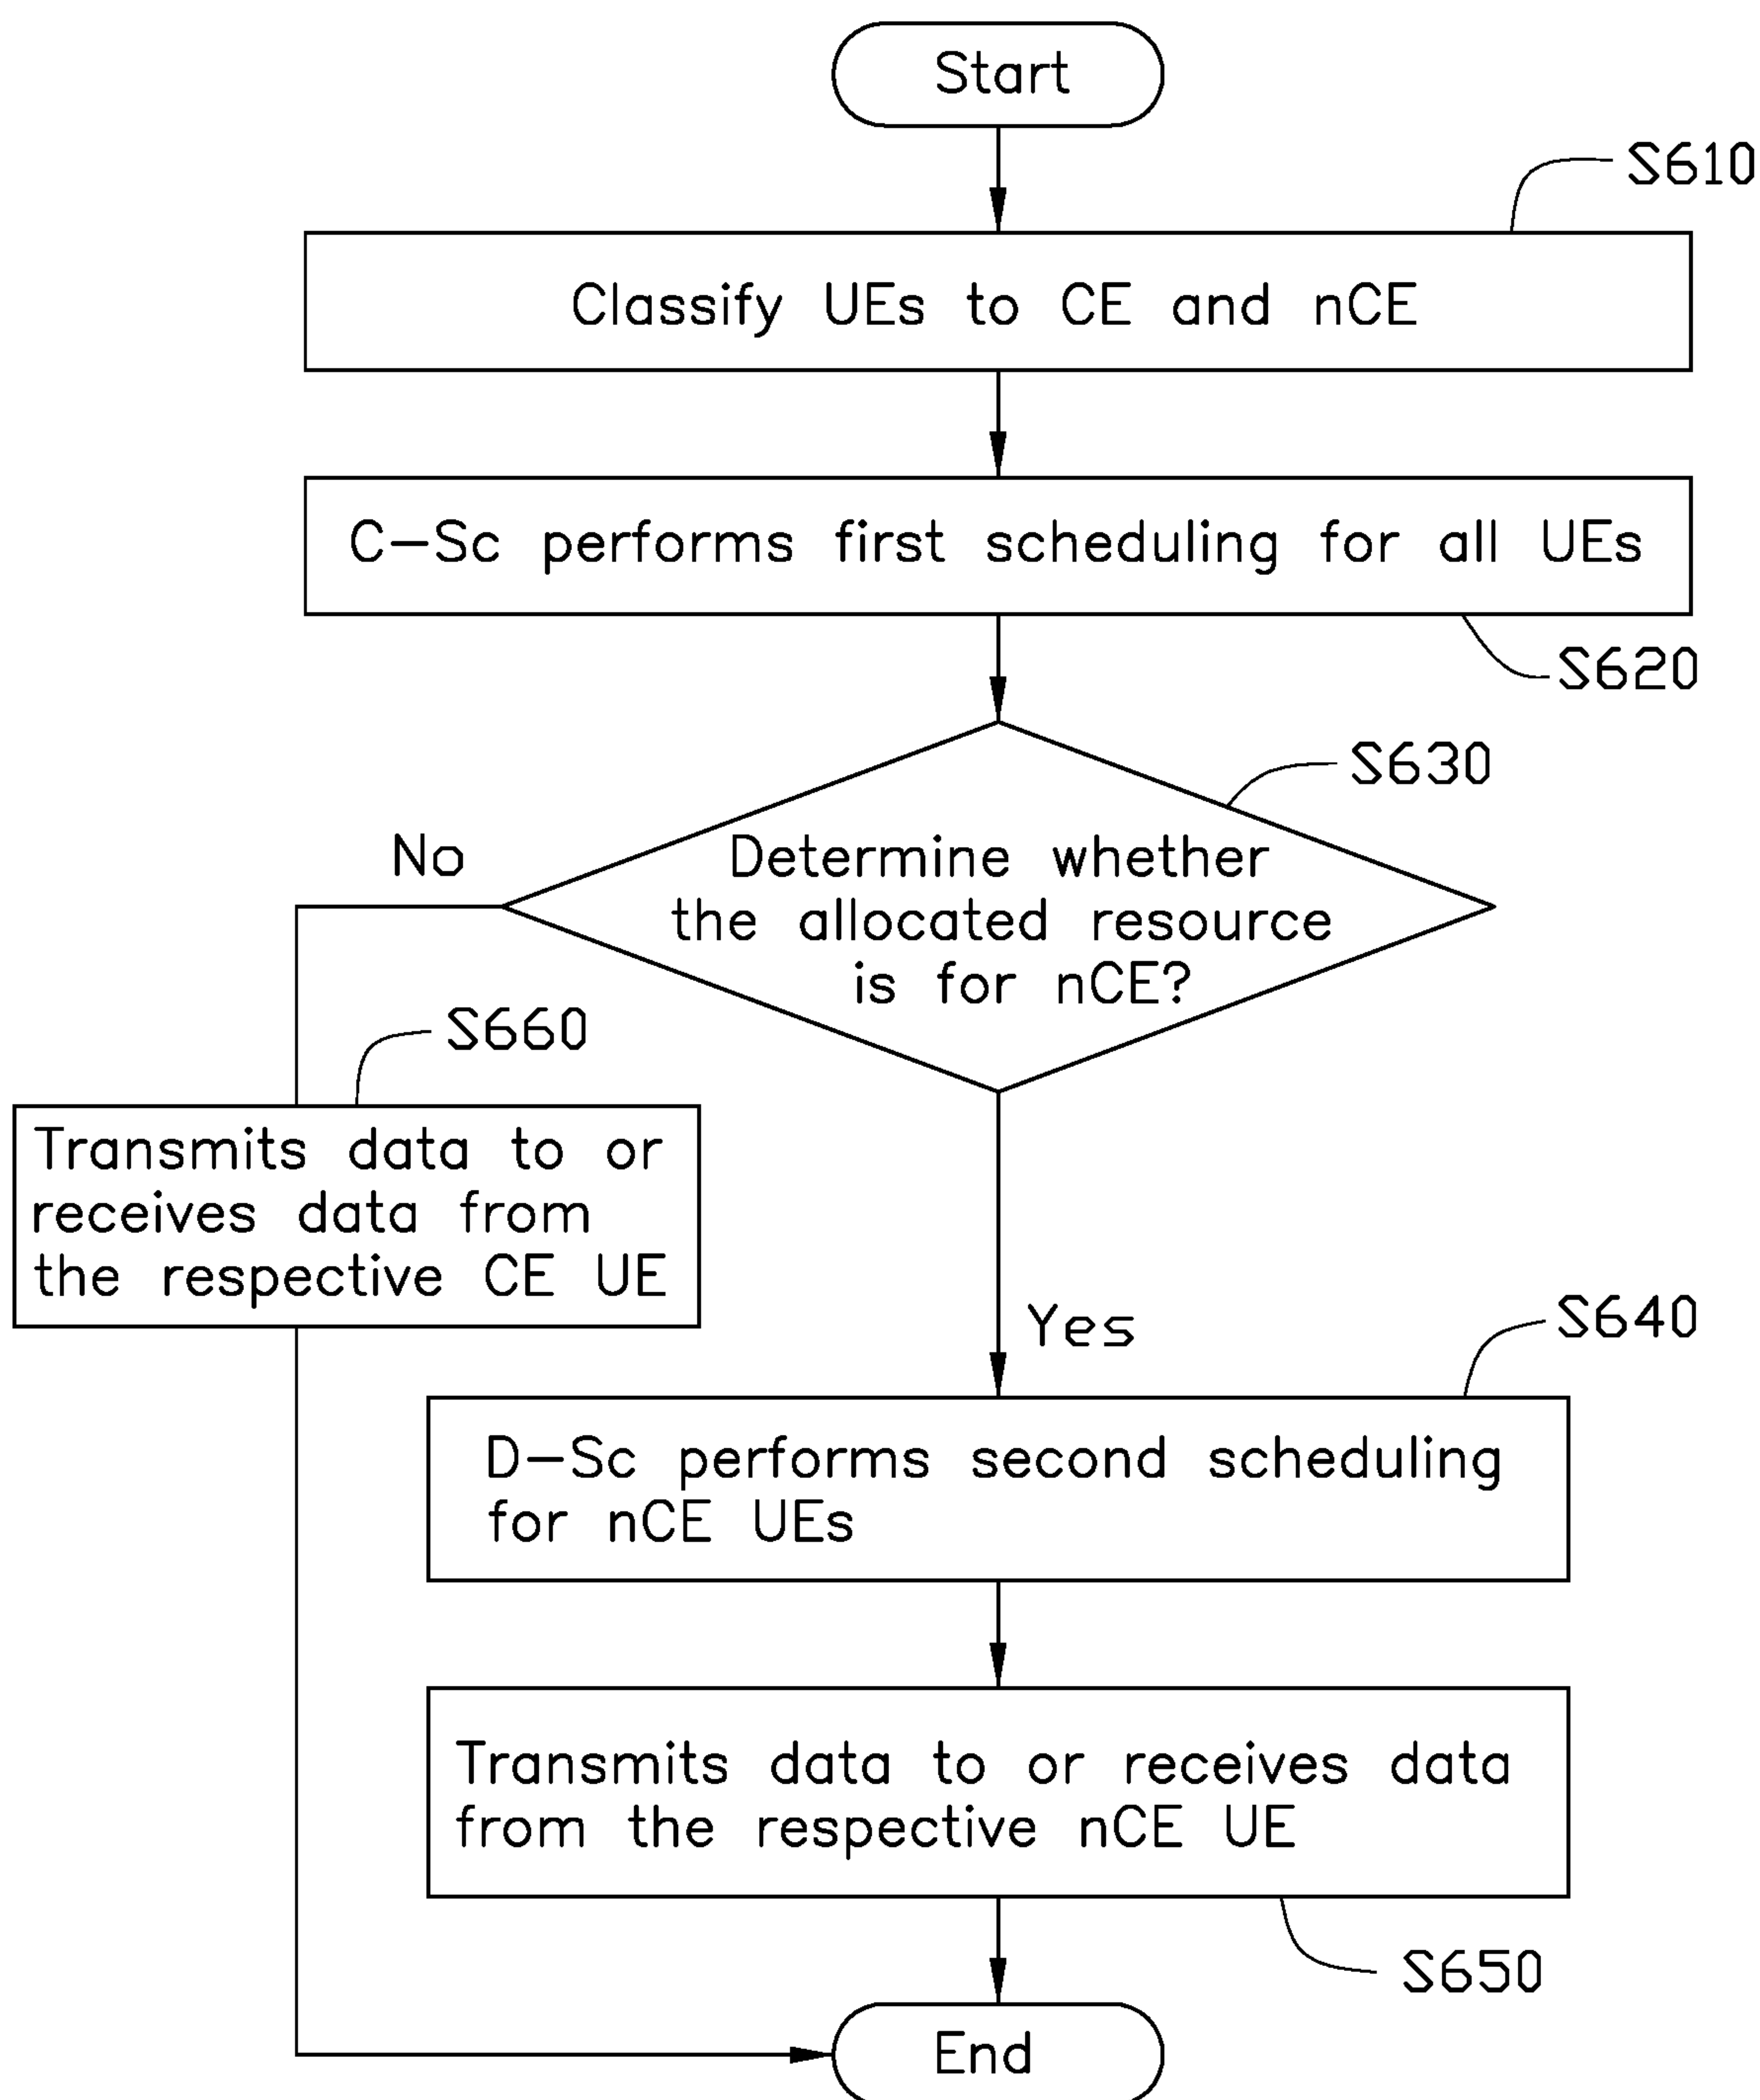 Start
S610
Classify UEs to CE and nCE
C-Sc performs first scheduling for all UEs
S620
S630
No
Determine whether
the allocated resource
is for nCE?
S660
Transmits data to or
receives data from
the respective CE UE
Yes
S640
D-Sc performs second scheduling
for nCE UEs
Transmits data to or receives data
from the respective nCE UE
S650
End